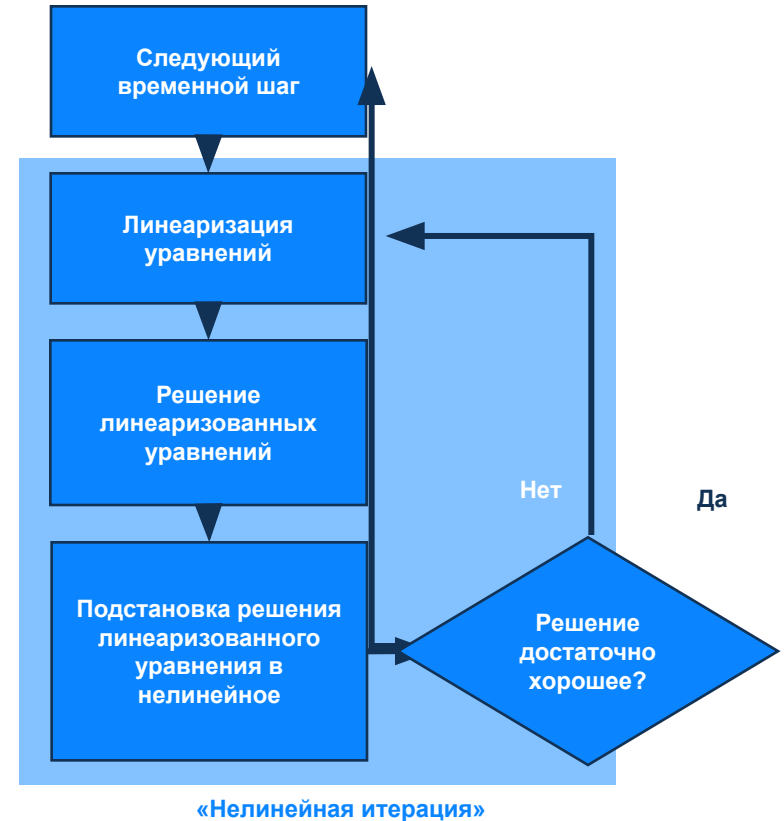 Следующий
временной шаг
Линеаризация
уравнений
Решение
линеаризованных
уравнений
Нет
Да
Подстановка решения
линеаризованного
уравнения в
нелинейное
Решение
достаточно
хорошее?
«Нелинейная итерация»